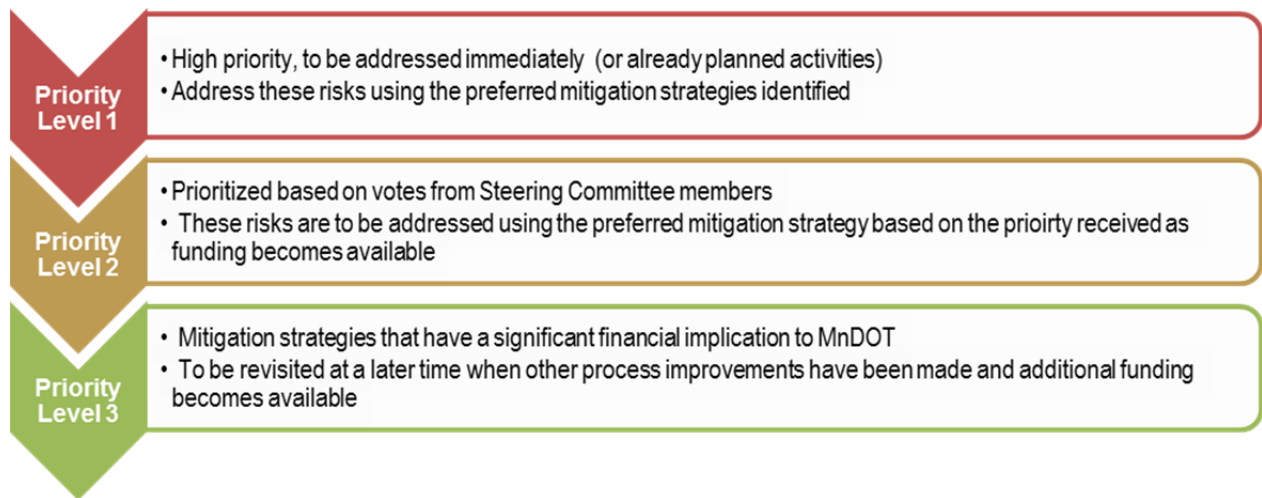 Priority
Level 1
• High priority, to be addressed immediately (or already planned activities)
• Address these risks using the preferred mitigation strategies identified
Priority
Level 2
• Prioritized based on votes from Steering Committee members
• These risks are to be addressed using the preferred mitigation strategy based on the prioirty received as
funding becomes available
Priority
Level 3
• Mitigation strategies that have a significant financial implication to MnDOT
• To be revisited at a later time when other process improvements have been made and additional funding
becomes available